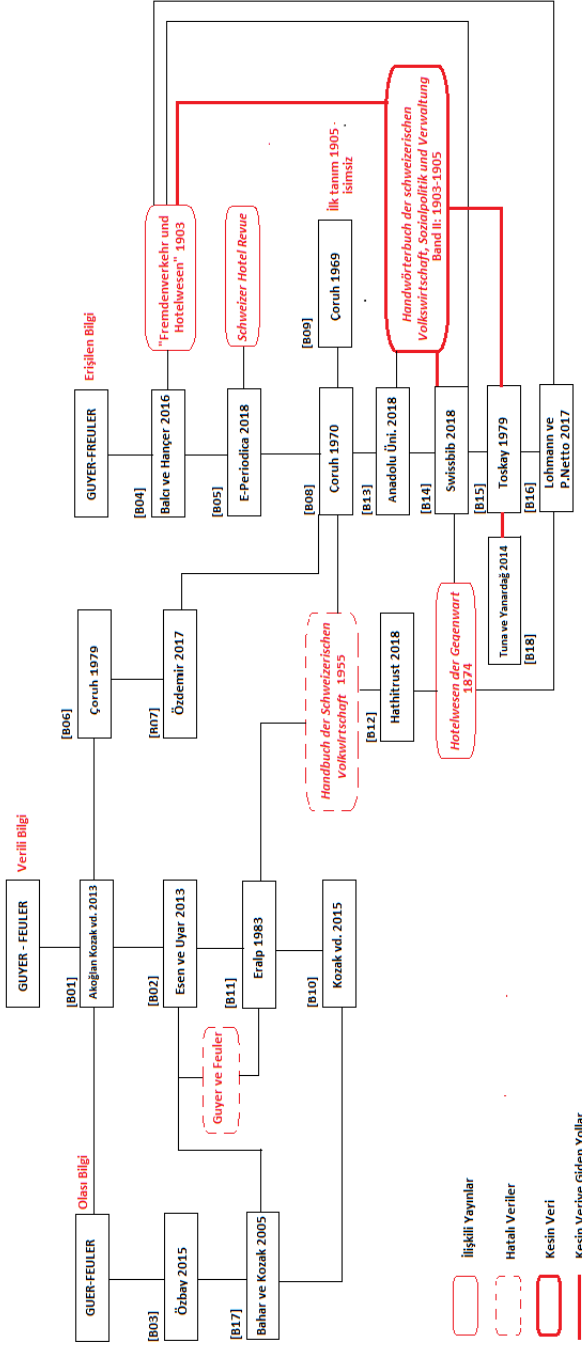 GUER-FEULER
Olası Bilgi
[B03]
Özbay 2015
[B17]
Bahar ve Kozak 2005
GUYER - FEULER
Verili Bilgi
[B01]
Akoğlan Kozak vd. 2013
[B02]
Esen ve Uyar 2013
Guyer ve Feuler
[B11]
Eralp 1983
[B10]
Kozak vd. 2015
[B06]
Çoruh 1979
[Rn7]
Özdemir 2017
Handbuch der Schweizerischen
Volkwirtschaft 1955
[B12]
Hathitrust 2018
Hotelwesen der Gegenwart
1874
Tuna ve Yanardağ 2014
[B18]
GUYER-FREULER
Erişilen Bilgi
[B04]
Balcı ve Hançer 2016
"Fremdenverkehr und
Hotelwesen" 1903
[B05]
E-Periodica 2018
Schweizer Hotel Revue
[B08]
Çoruh 1970
[B09]
Çoruh 1969
İlk tanım 1905 -
isimsiz
[B13]
Anadolu Üni. 2018
Handwörterbuch der schweizerischen
Volkswirtschaft, Sozialpolitik und Verwaltung
Band II: 1903-1905
[B14]
Swissbib 2018
[B15]
Toskay 1979
[B16]
Lohmann ve
P.Netto 2017
İlişkili Yayınlar
Hatalı Veriler
Kesin Veri
Kesin Veriye Giden Yollar